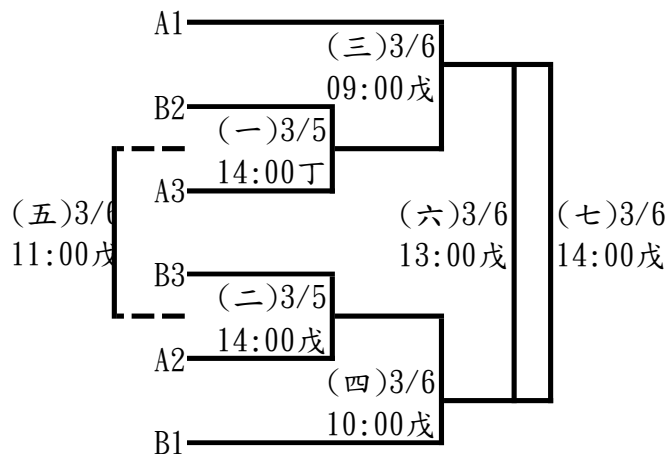 A1
(三)3/6
09:00戊
B2
(一)3/5
14:00丁
A3
(五)3/6
11:00戊
(六)3/6
13:00戊
(七)3/6
14:00戊
B3
(二)3/5
14:00戊
A2
(四)3/6
10:00戊
B1